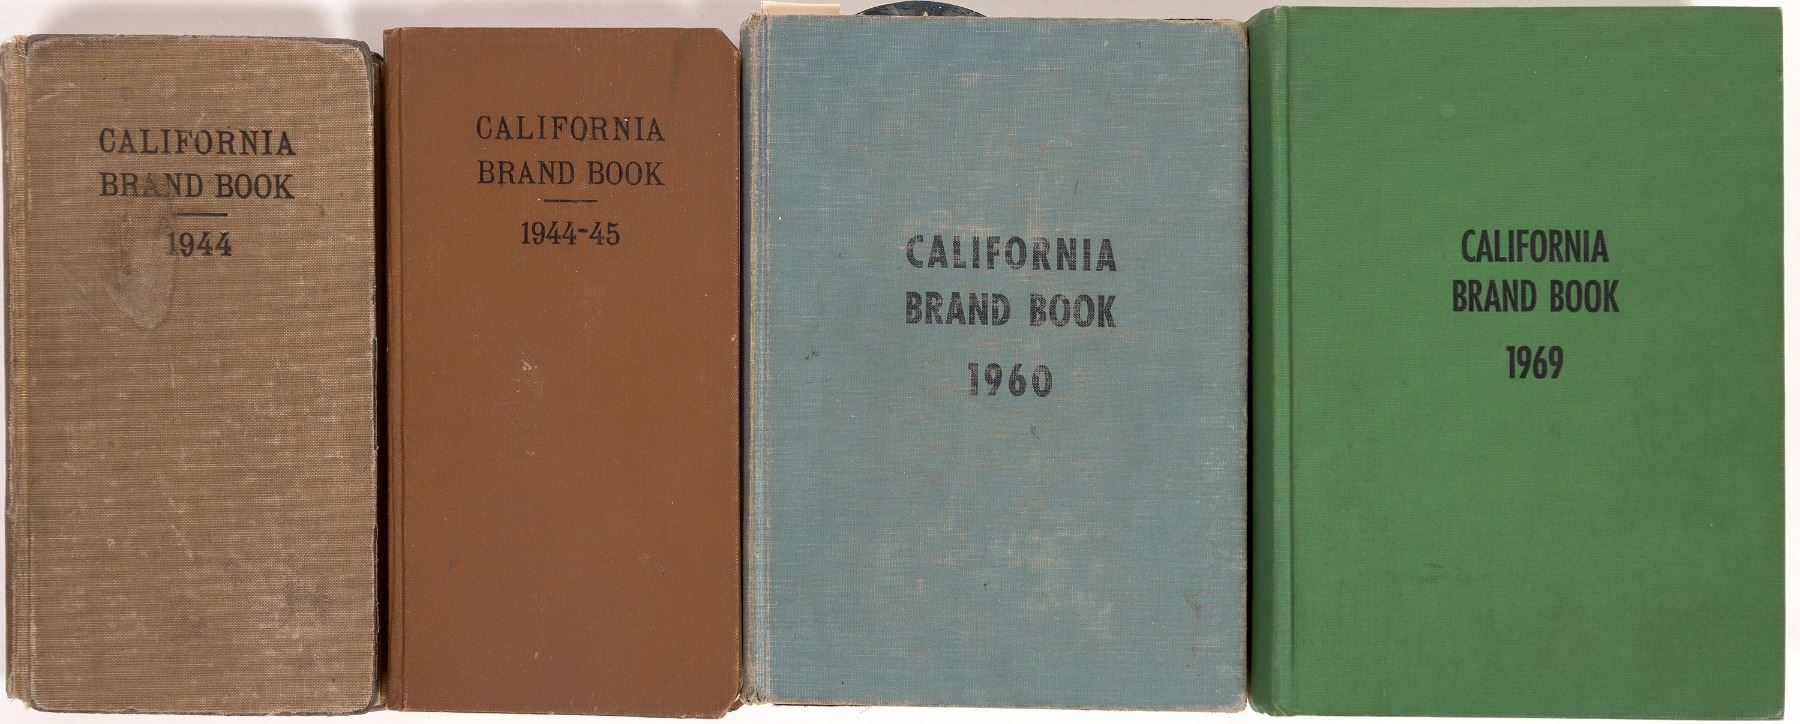 CALIFORNIA
BRAND BOOK
1944
CALIFORNIA
BRAND BOOK
1944-45
CALIFORNIA
BRAND BOOK
1960
CALIFORNIA
BRAND BOOK
1969